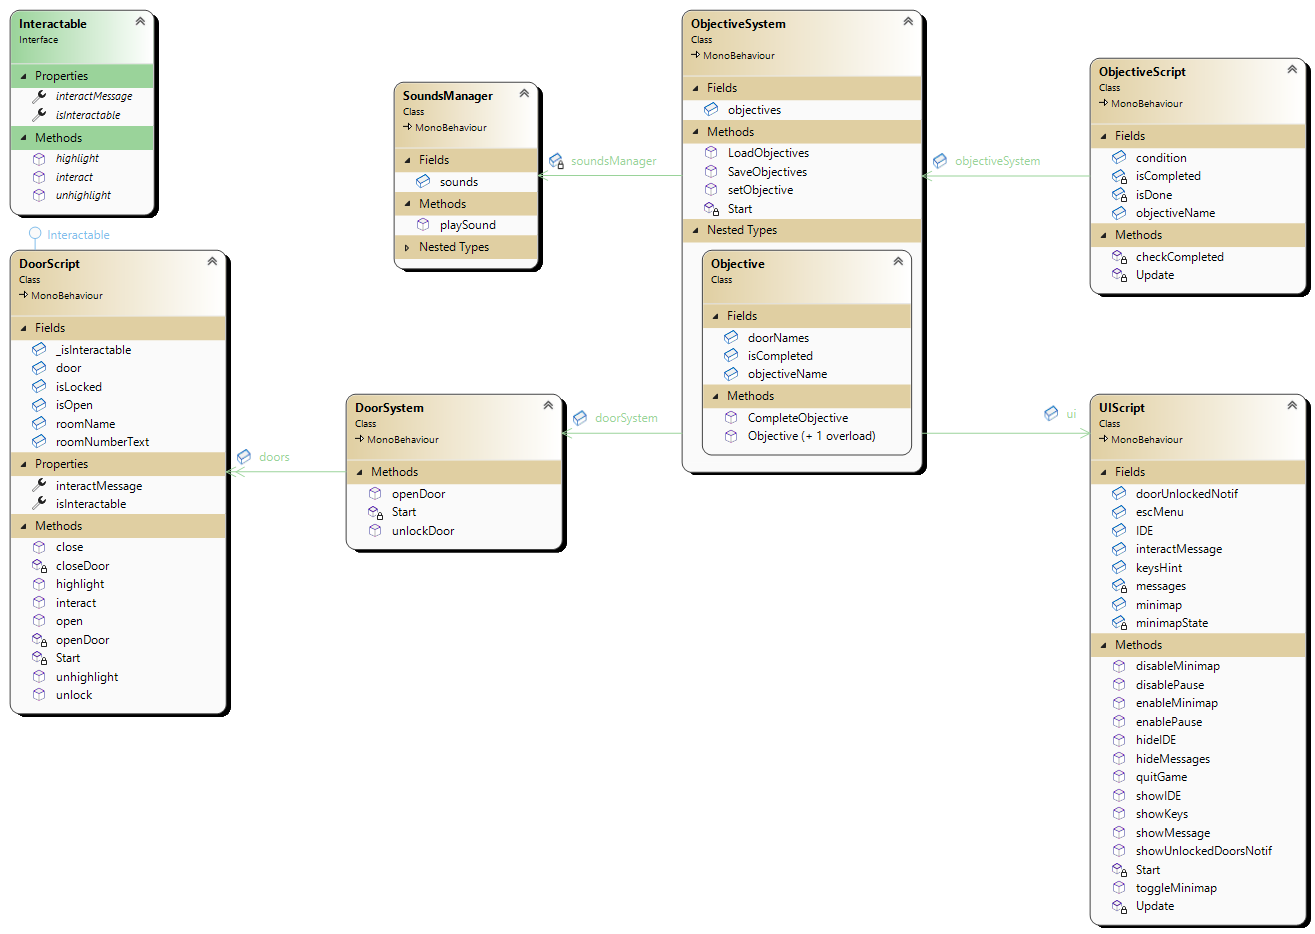 Interactable
Interface
Properties
interactMessage
isInteractable
Methods
highlight
interact
unhighlight
Interactable
DoorScript
Class
MonoBehaviour
Fields
_isInteractable
door
isLocked
isOpen
roomName
roomNumberText
Properties
interactMessage
isInteractable
Methods
close
closeDoor
highlight
interact
open
openDoor
Start
unhighlight
unlock
doors
SoundsManager
Class
MonoBehaviour
Fields
sounds
Methods
playSound
Nested Types
soundsManager
DoorSystem
Class
MonoBehaviour
Methods
openDoor
Start
unlockDoor
doorSystem
ObjectiveSystem
Class
MonoBehaviour
Fields
objectives
Methods
LoadObjectives
SaveObjectives
setObjective
Start
Nested Types
Objective
Class
Fields
doorNames
isCompleted
objectiveName
Methods
CompleteObjective
Objective (+ 1 overload)
objectiveSystem
ui
ObjectiveScript
Class
MonoBehaviour
Fields
condition
isCompleted
isDone
objectiveName
Methods
checkCompleted
Update
UIScript
Class
MonoBehaviour
Fields
doorUnlockedNotif
escMenu
IDE
interactMessage
keysHint
messages
minimap
minimapState
Methods
disableMinimap
disablePause
enableMinimap
enablePause
hideIDE
hideMessages
quitGame
showIDE
showKeys
showMessage
showUnlockedDoorsNotif
Start
toggleMinimap
Update